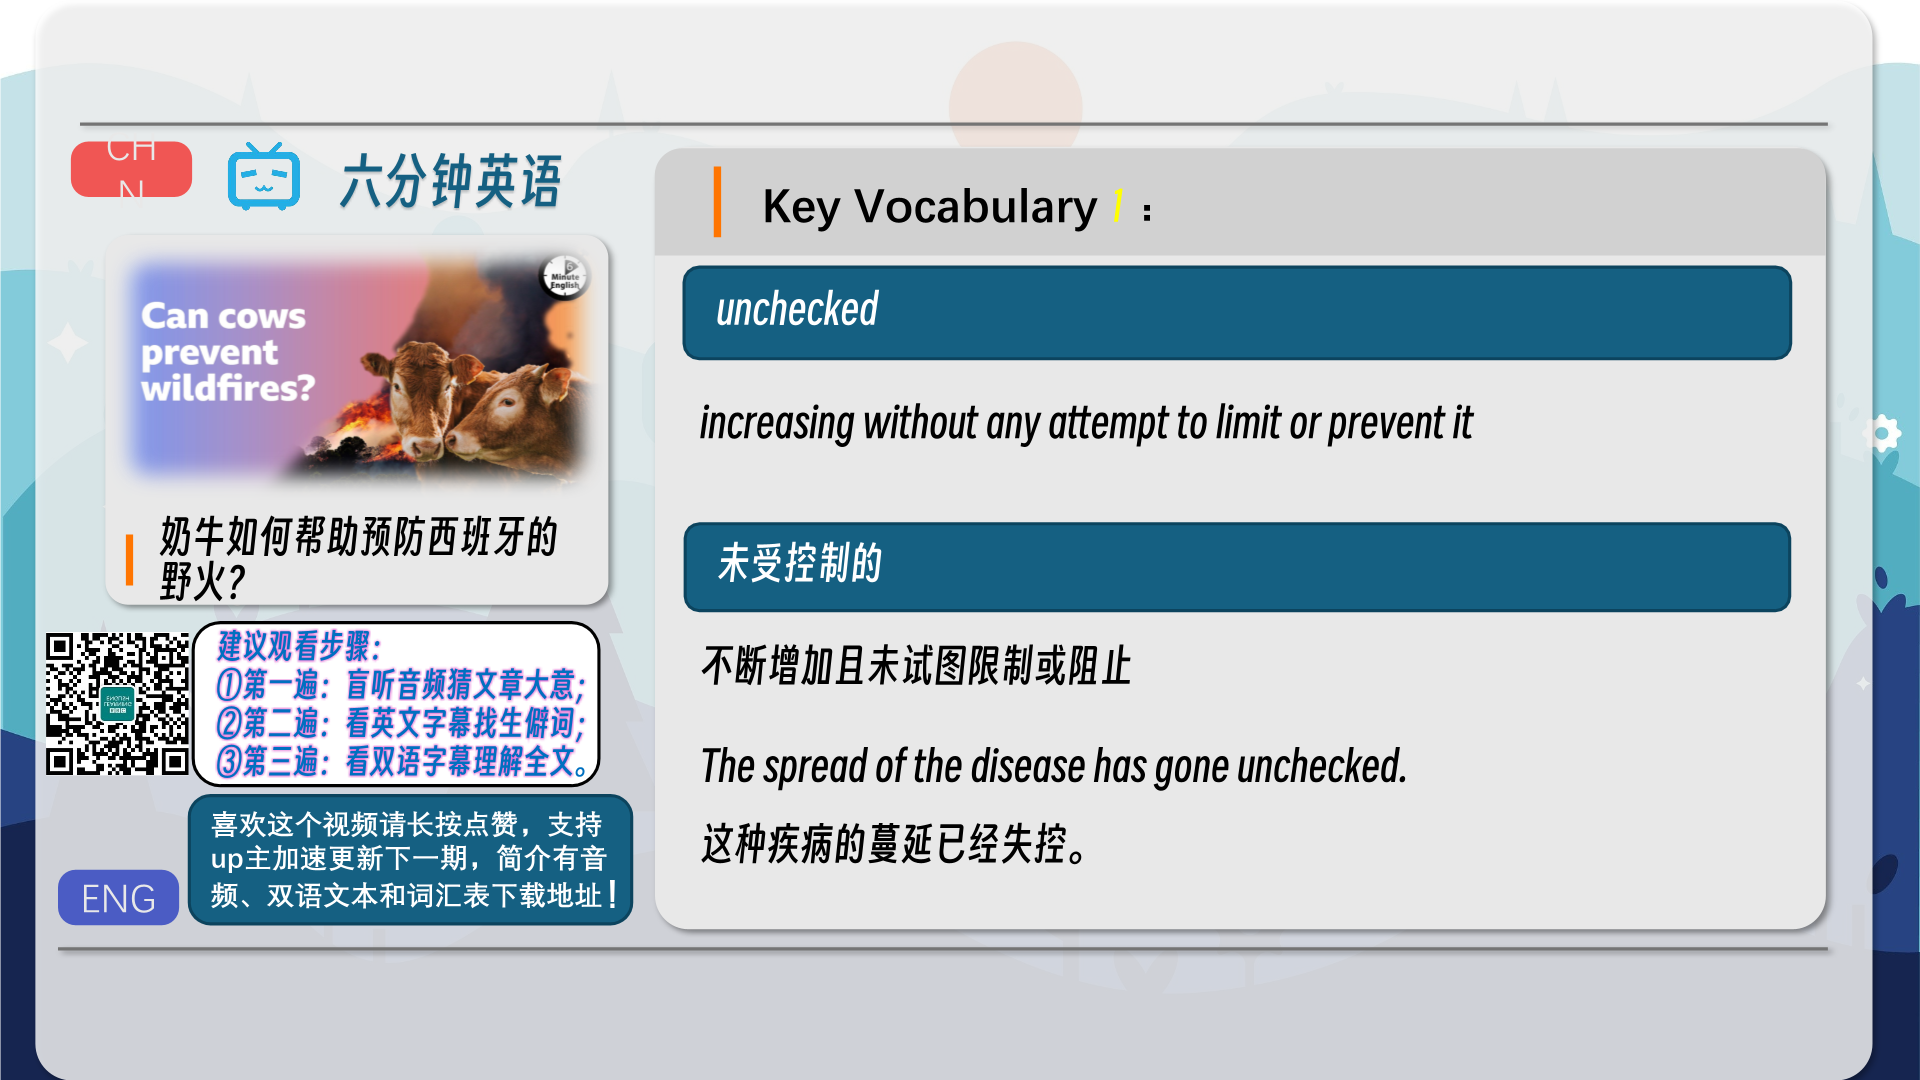 CH
N
六分钟英语
6
Minute
English
Can cows
prevent
wildfires?
奶牛如何帮助预防西班牙的
野火?
建议观看步骤：
①第一遍：盲听音频猜文章大意;
②第二遍：看英文字幕找生僻词;
③第三遍：看双语字幕理解全文。
喜欢这个视频请长按点赞，支持
up主加速更新下一期，简介有音
频、双语文本和词汇表下载地址!
ENG
Key Vocabulary 1 :
unchecked
increasing without any attempt to limit or prevent it
未受控制的
不断增加且未试图限制或阻止
The spread of the disease has gone unchecked.
这种疾病的蔓延已经失控。